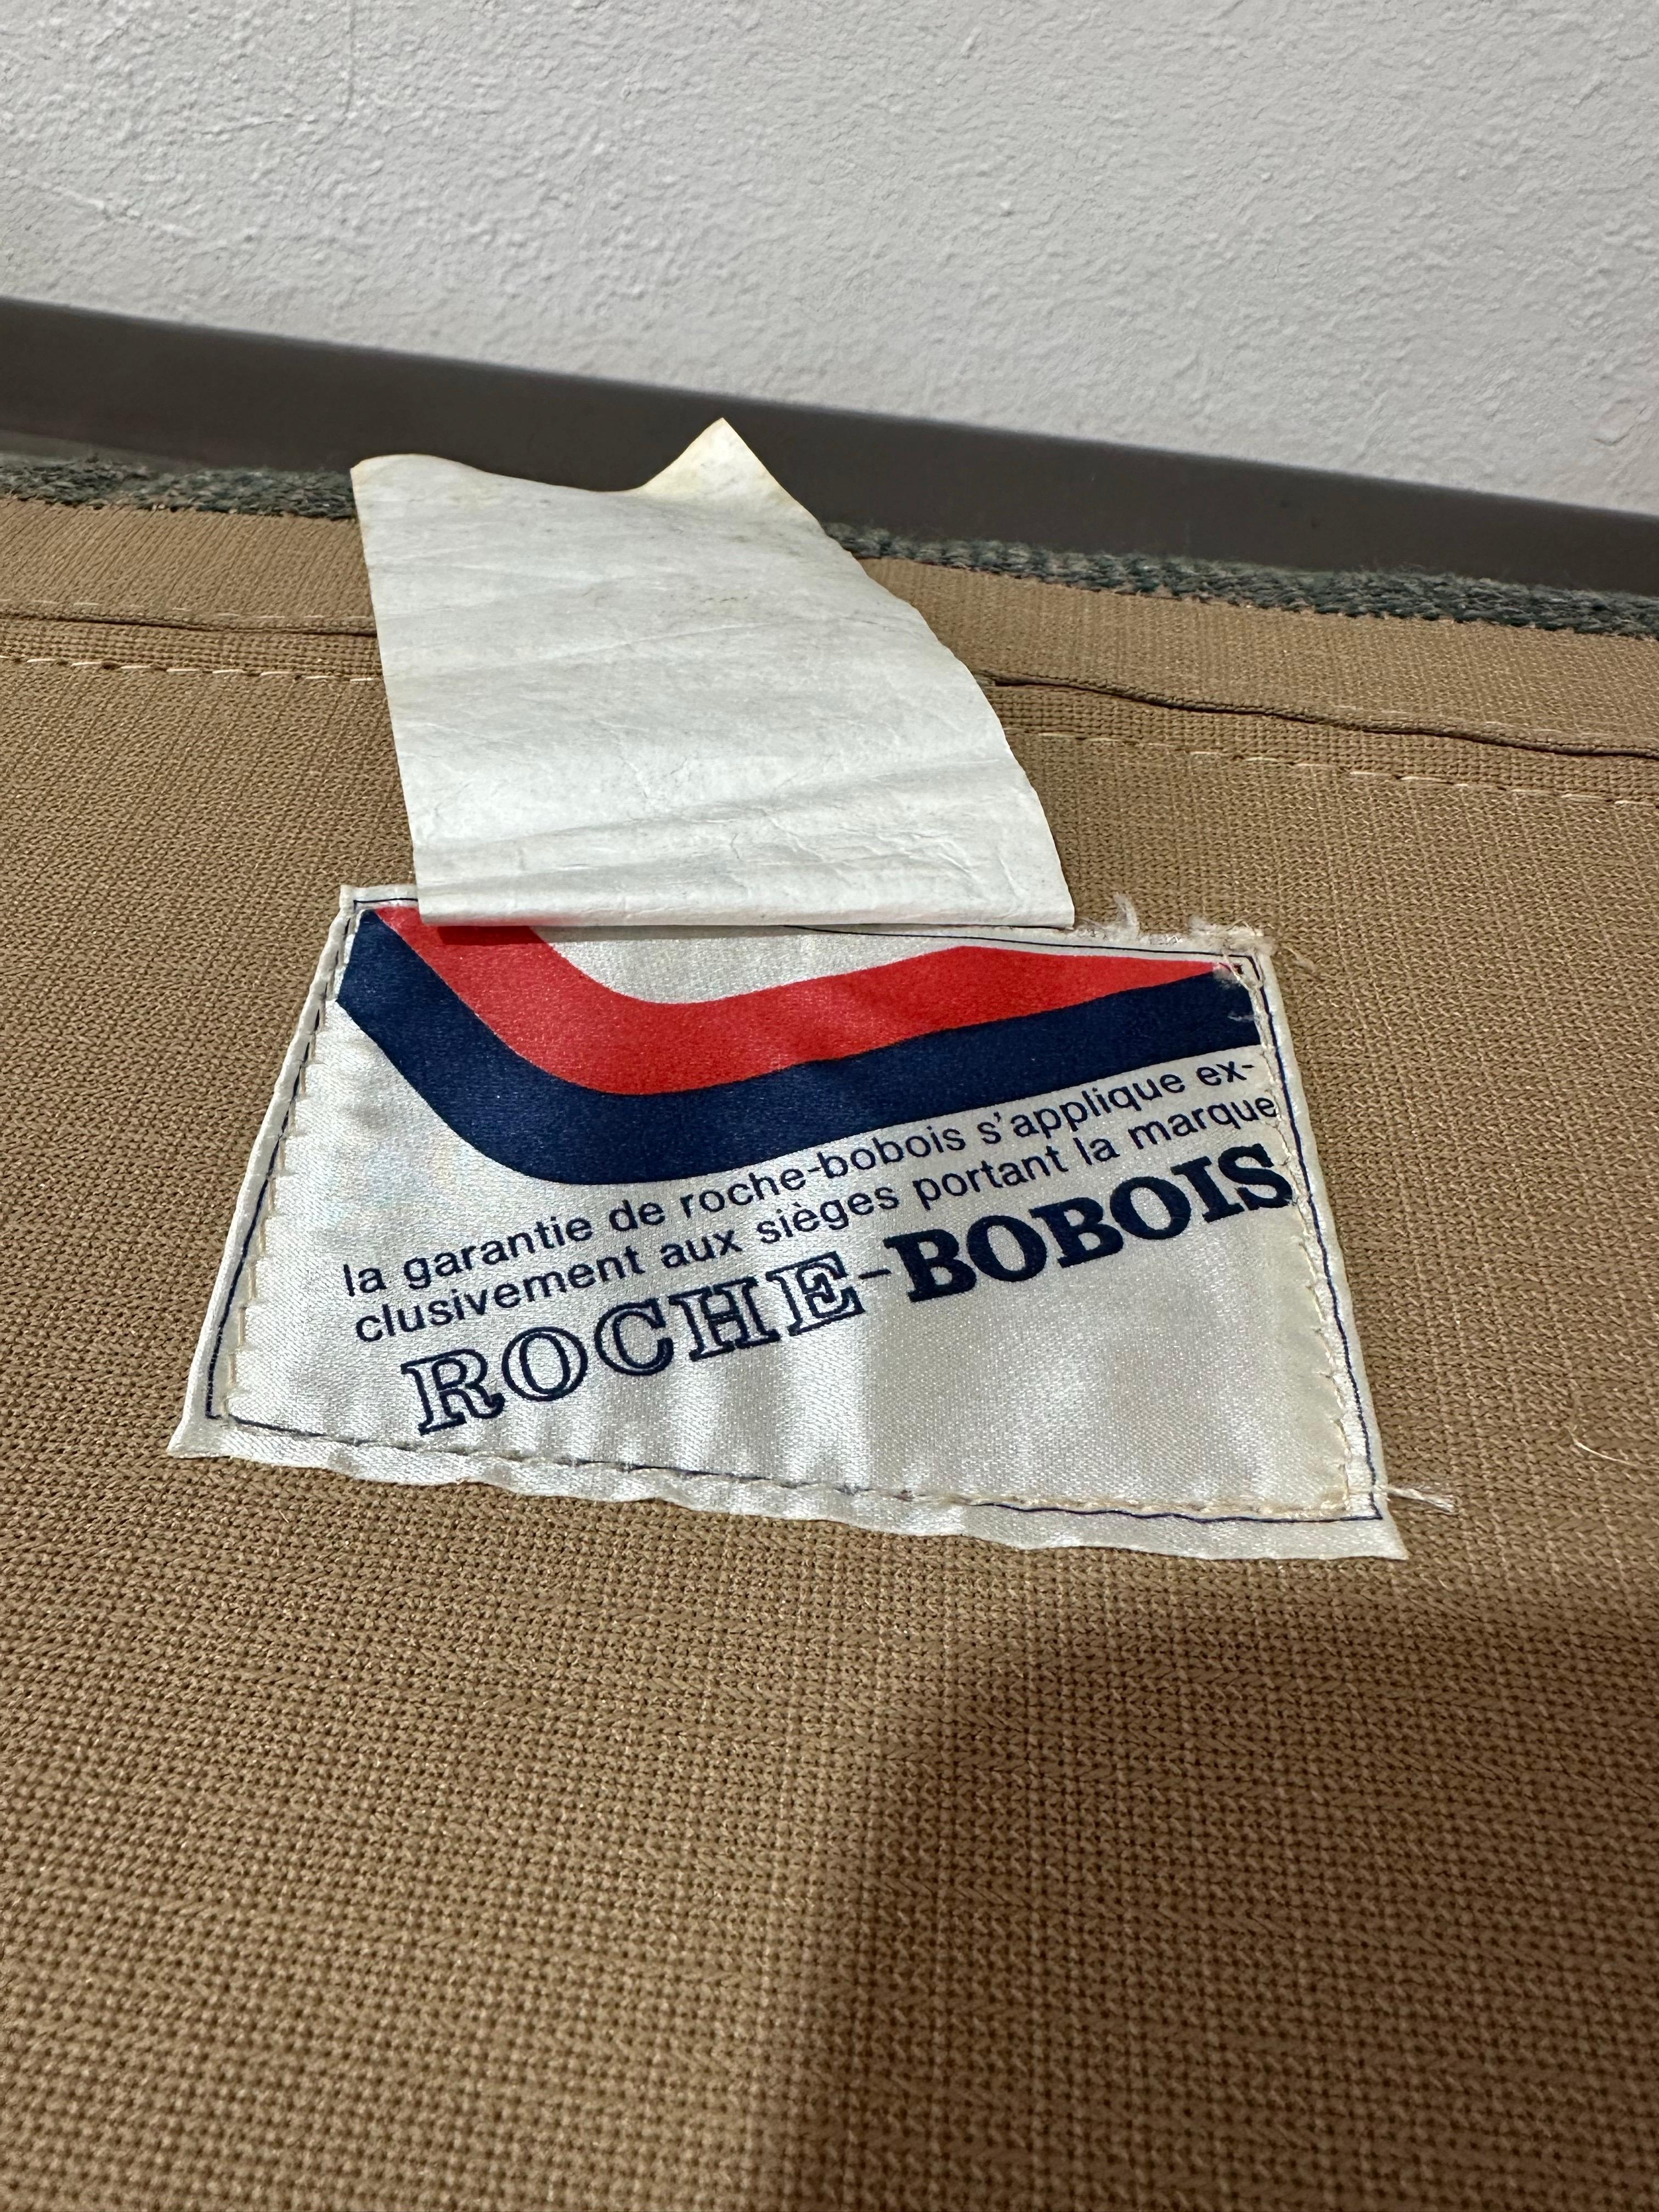 la garantie de roche-bobois s'applique ex-
clusivement aux sièges portant la marque
ROCHE-BOBOIS